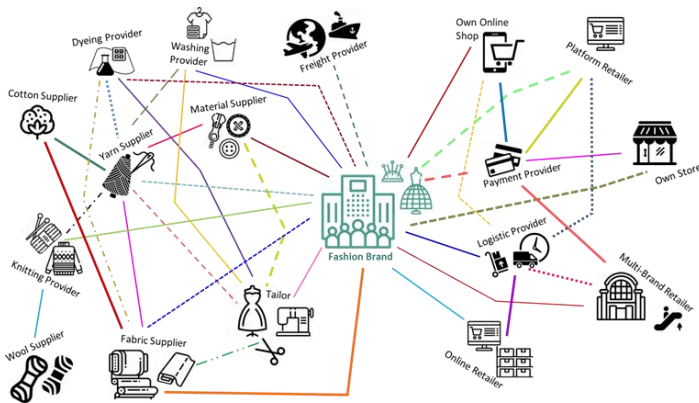 Dyeing Provider
Washing
Provider
Freight Provider
Own Online
Shop
Platform Retailer
Cotton Supplier
Material Supplier
Yarn Supplier
Payment Provider
Own Store
Fashion Brand
Logistic Provider
Knitting Provider
Tailor
Multi-Brand Retailer
Wool Supplier
Fabric Supplier
Online Retailer